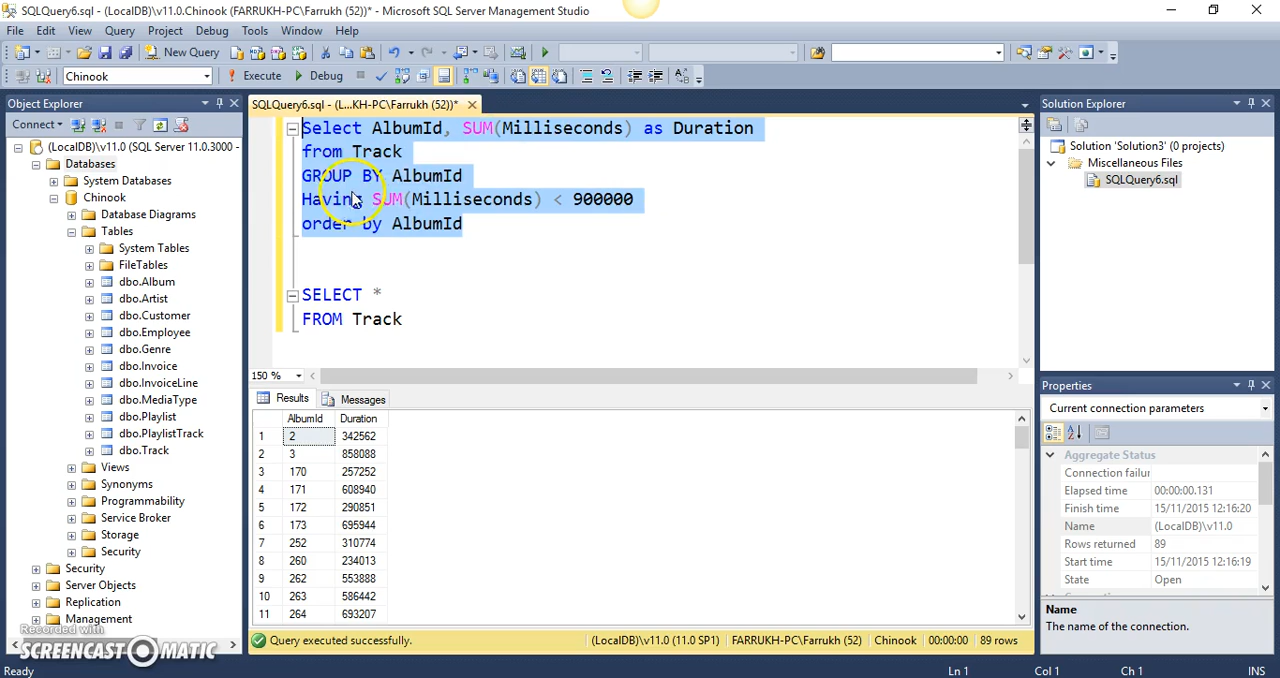 SQLQuery6.sql - (LocalDB)\v11.0.Chinook (FARRUKH-PC\Farrukh (52))* - Microsoft SQL Server Management Studio
File Edit View Query Project Debug Tools Window Help
New Query
Chinook Execute Debug
Object Explorer
Connect
(LocalDB)\v11.0 (SQL Server 11.0.3000 -
Databases
System Databases
Chinook
Database Diagrams
Tables
System Tables
FileTables
dbo.Album
dbo.Artist
dbo.Customer
dbo.Employee
dbo.Genre
dbo.Invoice
dbo.InvoiceLine
dbo.MediaType
dbo.Playlist
dbo.PlaylistTrack
dbo.Track
Views
Synonyms
Programmability
Service Broker
Storage
Security
Security
Server Objects
Replication
Management
Recorded with
SCREENCAST-O-MATIC
SQLQuery6.sql - (L...KH-PC\Farrukh (52))*
Select AlbumId, SUM(Milliseconds) as Duration
from Track
GROUP BY AlbumId
Having SUM(Milliseconds) < 900000
order by AlbumId
SELECT *
FROM Track
150 %
Results Messages
AlbumId Duration
1 2 342562
2 3 858088
3 170 257252
4 171 608940
5 172 290851
6 173 695944
7 252 310774
8 260 234013
9 262 553888
10 263 586442
11 264 693207
Query executed successfully. (LocalDB)\v11.0 (11.0 SP1) FARRUKH-PC\Farrukh (52) Chinook 00:00:00 89 rows
Solution Explorer
Solution 'Solution3' (0 projects)
Miscellaneous Files
SQLQuery6.sql
Properties
Current connection parameters
Aggregate Status
Connection failur
Elapsed time 00:00:00.131
Finish time 15/11/2015 12:16:20
Name (LocalDB)\v11.0
Rows returned 89
Start time 15/11/2015 12:16:19
State Open
Name
The name of the connection.
Ready Ln 1 Col 1 Ch 1 INS